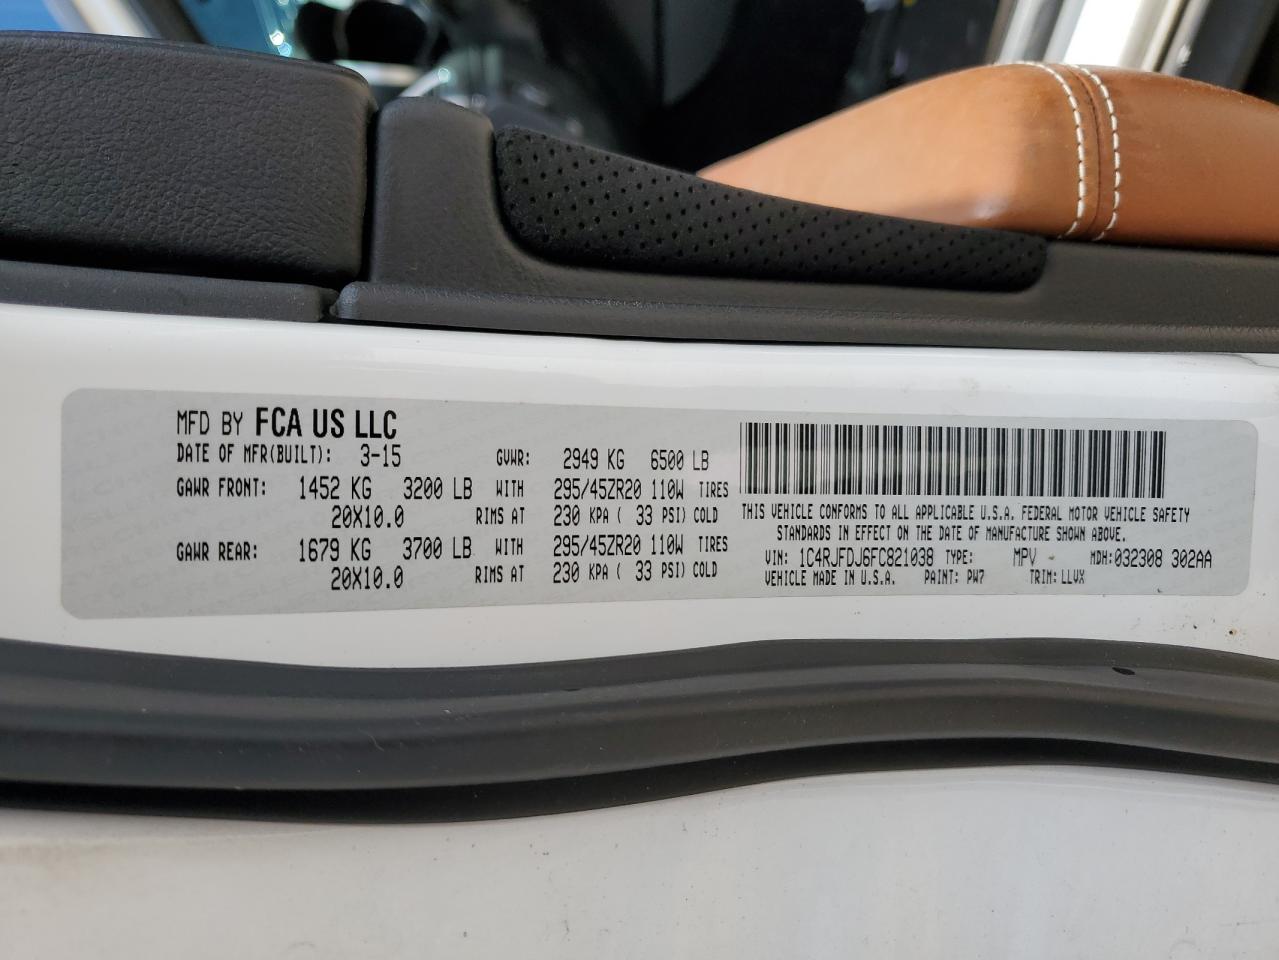 MFD BY FCA US LLC
DATE OF MFR(BUILT): 3-15 GVWR: 2949 KG 6500 LB
GAWR FRONT: 1452 KG 3200 LB WITH 295/45ZR20 110W TIRES
20X10.0 RIMS AT 230 KPA ( 33 PSI) COLD
GAWR REAR: 1679 KG 3700 LB WITH 295/45ZR20 110W TIRES
20X10.0 RIMS AT 230 KPA ( 33 PSI) COLD
THIS VEHICLE CONFORMS TO ALL APPLICABLE U.S.A. FEDERAL MOTOR VEHICLE SAFETY
STANDARDS IN EFFECT ON THE DATE OF MANUFACTURE SHOWN ABOVE.
VIN: 1C4RJFDJ6FC821038 TYPE: MPV MDH:032308 302AA
VEHICLE MADE IN U.S.A. PAINT: PW7 TRIM: LLVX